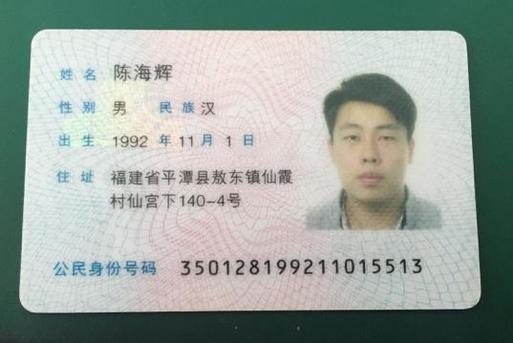 姓名 陈海辉
性别 男 民族 汉
出生 1992 年 11 月 1 日
住址 福建省平潭县敖东镇仙霞
村仙宫下140-4号
公民身份号码 350128199211015513